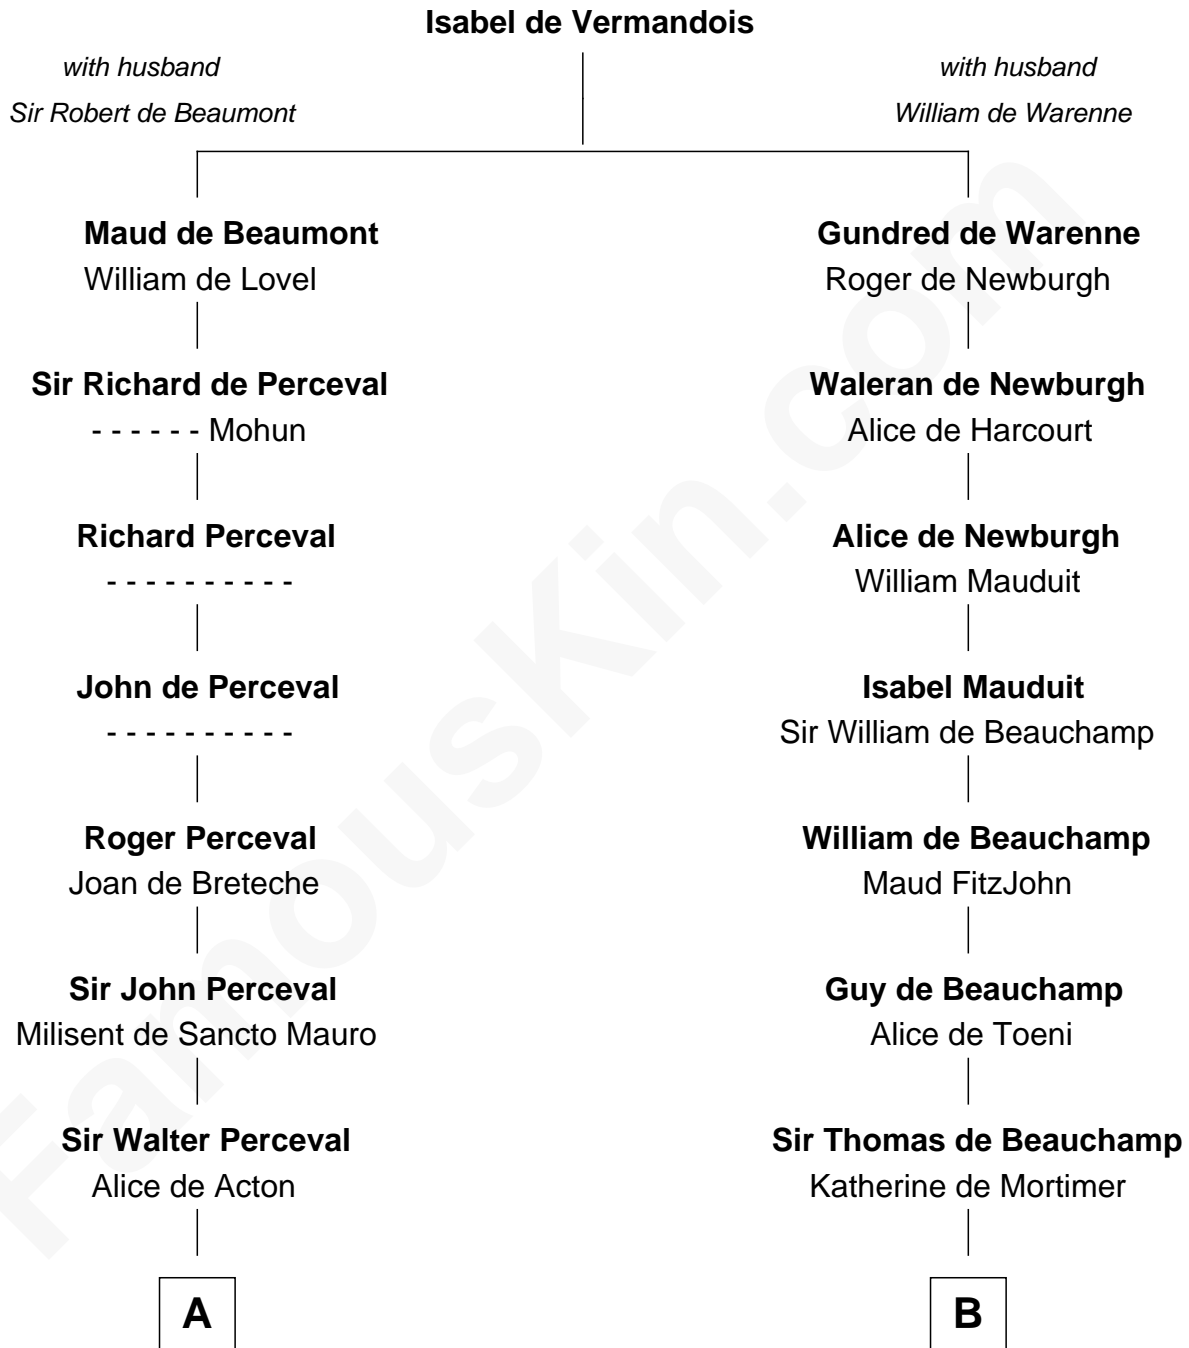 Isabel de Vermandois
with husband
Sir Robert de Beaumont
with husband
William de Warenne
Maud de Beaumont
William de Lovel
Gundred de Warenne
Roger de Newburgh
Sir Richard de Perceval
- - - - - - Mohun
Waleran de Newburgh
Alice de Harcourt
Richard Perceval
- - - - - - - - - -
Alice de Newburgh
William Mauduit
John de Perceval
- - - - - - - - - -
Isabel Mauduit
Sir William de Beauchamp
Roger Perceval
Joan de Breteche
William de Beauchamp
Maud FitzJohn
Sir John Perceval
Milisent de Sancto Mauro
Guy de Beauchamp
Alice de Toeni
Sir Walter Perceval
Alice de Acton
Sir Thomas de Beauchamp
Katherine de Mortimer
A
B
FamousKin.com